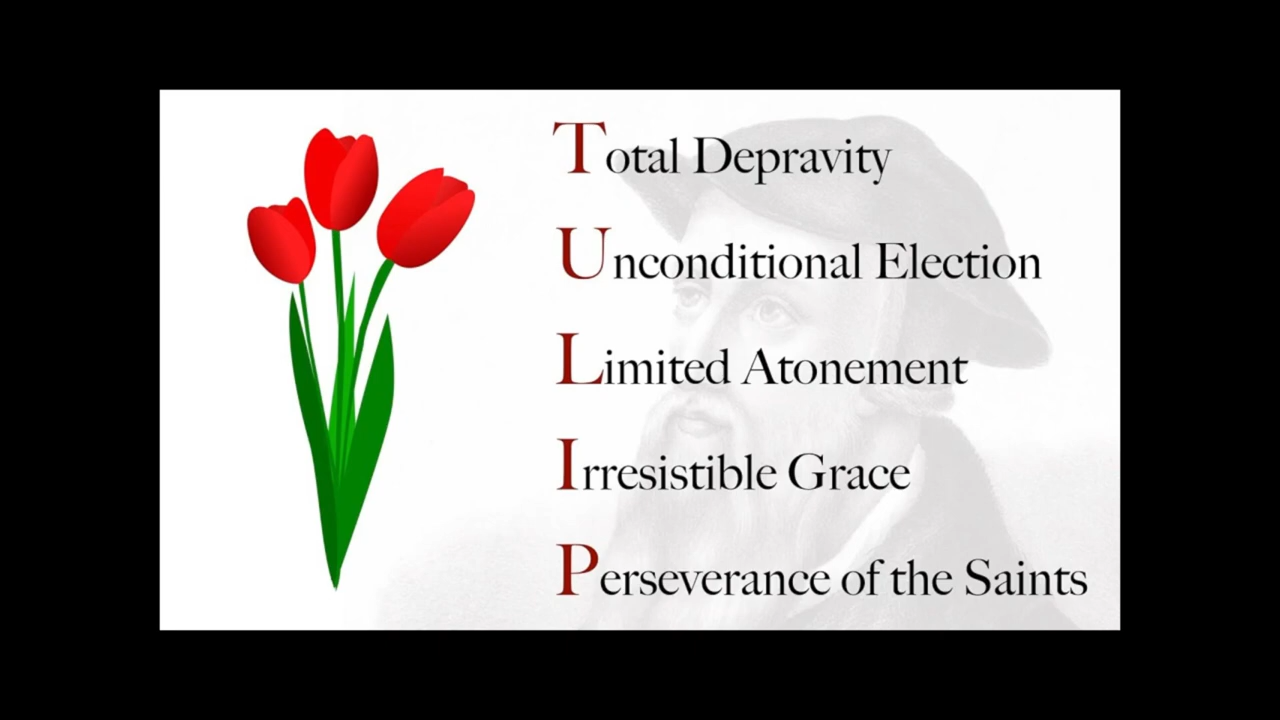 Total Depravity
Unconditional Election
Limited Atonement
Irresistible Grace
Perseverance of the Saints